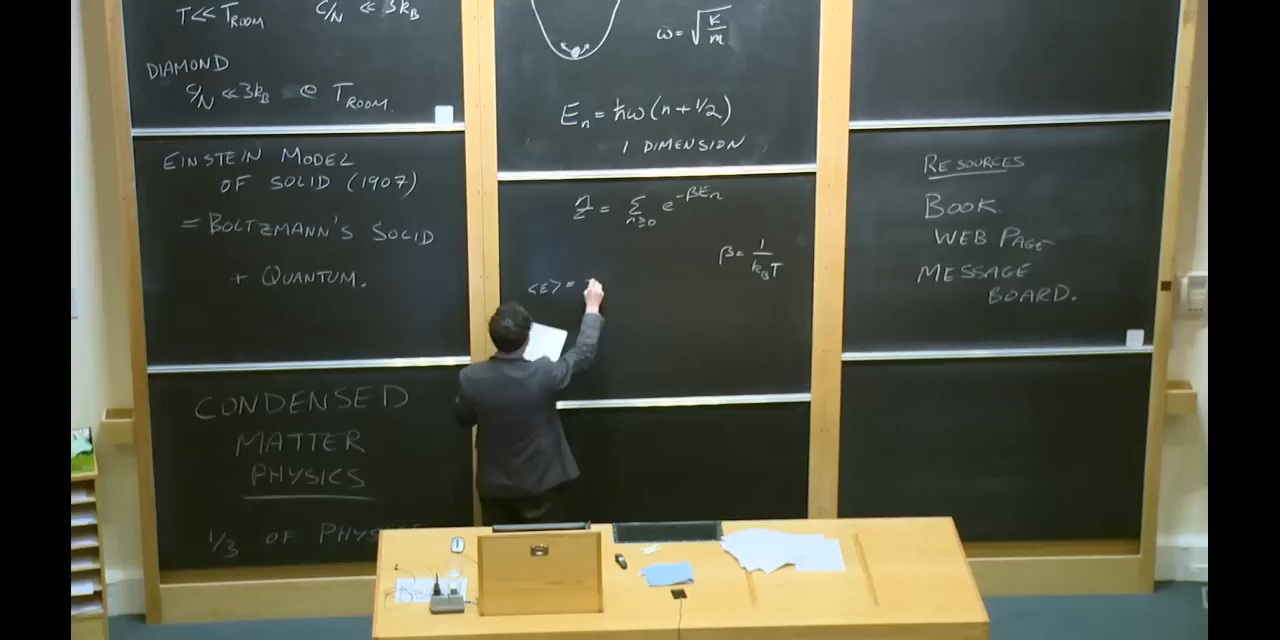 T << T_ROOM C/N << 3k_B
DIAMOND
C/N << 3k_B @ T_ROOM.
EINSTEIN MODEL
OF SOLID (1907)
= BOLTZMANN'S SOLID
+ QUANTUM.
CONDENSED
MATTER
PHYSICS
1/3 OF PHYSICS
ω = √(κ/m)
E_n = ħω(n + 1/2)
1 DIMENSION
Z = Σ_{n≥0} e^{-βE_n}
β = 1/(k_B T)
<E> =
RESOURCES
BOOK
WEB PAGE
MESSAGE
BOARD.